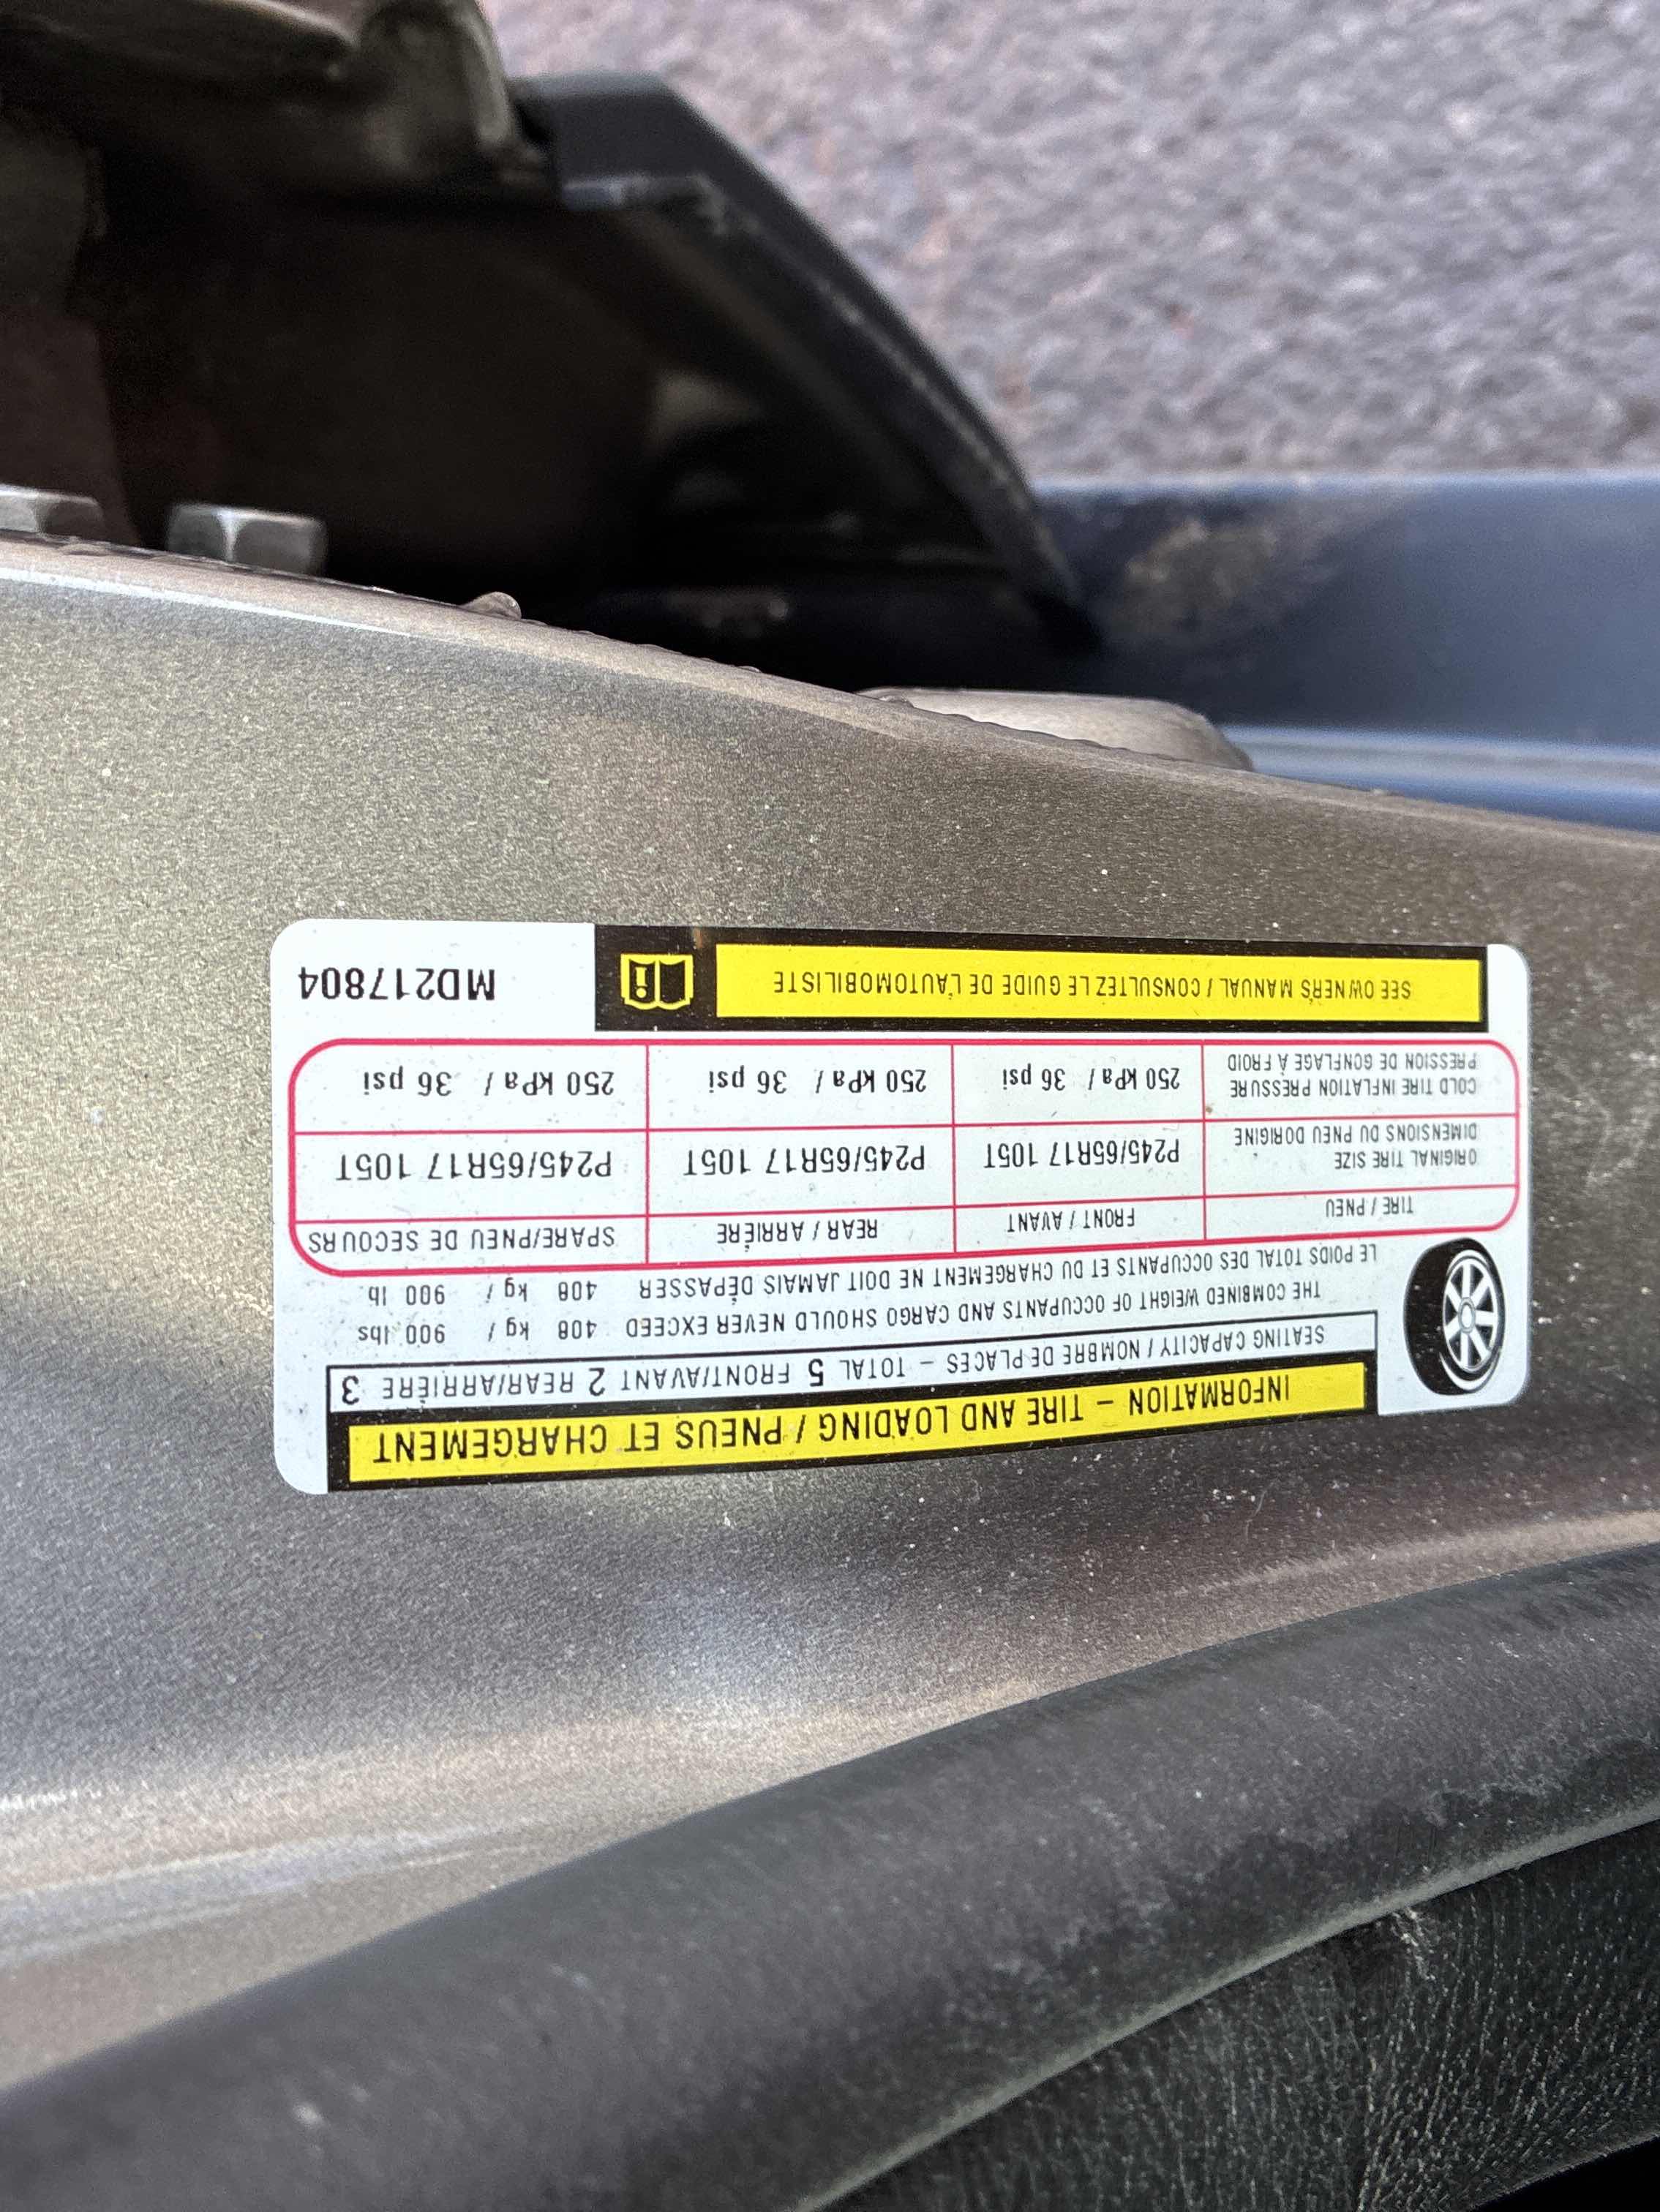 INFORMATION – TIRE AND LOADING / PNEUS ET CHARGEMENT
SEATING CAPACITY / NOMBRE DE PLACES – TOTAL 5 FRONT/AVANT 2 REAR/ARRIÈRE 3
THE COMBINED WEIGHT OF OCCUPANTS AND CARGO SHOULD NEVER EXCEED 408 kg / 900 lbs
LE POIDS TOTAL DES OCCUPANTS ET DU CHARGEMENT NE DOIT JAMAIS DÉPASSER 408 kg / 900 lb.
TIRE / PNEU FRONT / AVANT REAR / ARRIÈRE SPARE/PNEU DE SECOURS
ORIGINAL TIRE SIZE
DIMENSIONS DU PNEU DORIGINE P245/65R17 105T P245/65R17 105T P245/65R17 105T
COLD TIRE INFLATION PRESSURE
PRESSION DE GONFLAGE À FROID 250 kPa / 36 psi 250 kPa / 36 psi 250 kPa / 36 psi
SEE OWNERS MANUAL / CONSULTEZ LE GUIDE DE L'AUTOMOBILISTE MD217804